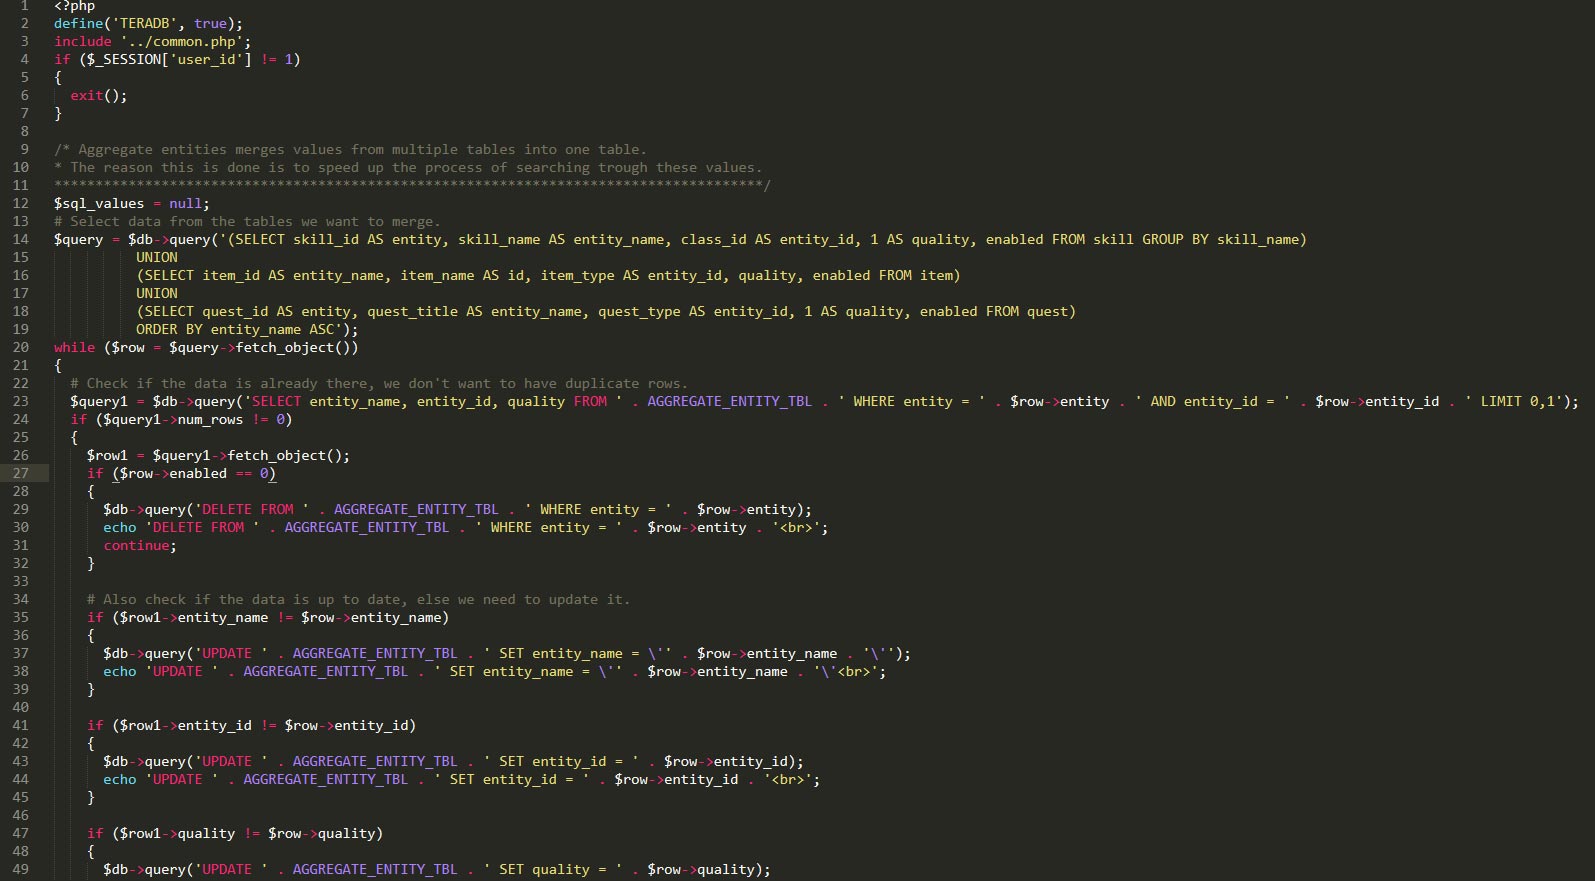 1 <?php
2 define('TERADB', true);
3 include '../common.php';
4 if ($_SESSION['user_id'] != 1)
5 {
6 exit();
7 }
8
9 /* Aggregate entities merges values from multiple tables into one table.
10 * The reason this is done is to speed up the process of searching trough these values.
11 **************************************************************************************/
12 $sql_values = null;
13 # Select data from the tables we want to merge.
14 $query = $db->query('(SELECT skill_id AS entity, skill_name AS entity_name, class_id AS entity_id, 1 AS quality, enabled FROM skill GROUP BY skill_name)
15 UNION
16 (SELECT item_id AS entity_name, item_name AS id, item_type AS entity_id, quality, enabled FROM item)
17 UNION
18 (SELECT quest_id AS entity, quest_title AS entity_name, quest_type AS entity_id, 1 AS quality, enabled FROM quest)
19 ORDER BY entity_name ASC');
20 while ($row = $query->fetch_object())
21 {
22 # Check if the data is already there, we don't want to have duplicate rows.
23 $query1 = $db->query('SELECT entity_name, entity_id, quality FROM ' . AGGREGATE_ENTITY_TBL . ' WHERE entity = ' . $row->entity . ' AND entity_id = ' . $row->entity_id . ' LIMIT 0,1');
24 if ($query1->num_rows != 0)
25 {
26 $row1 = $query1->fetch_object();
27 if ($row->enabled == 0)
28 {
29 $db->query('DELETE FROM ' . AGGREGATE_ENTITY_TBL . ' WHERE entity = ' . $row->entity);
30 echo 'DELETE FROM ' . AGGREGATE_ENTITY_TBL . ' WHERE entity = ' . $row->entity . '<br>';
31 continue;
32 }
33
34 # Also check if the data is up to date, else we need to update it.
35 if ($row1->entity_name != $row->entity_name)
36 {
37 $db->query('UPDATE ' . AGGREGATE_ENTITY_TBL . ' SET entity_name = \'' . $row->entity_name . '\'');
38 echo 'UPDATE ' . AGGREGATE_ENTITY_TBL . ' SET entity_name = \'' . $row->entity_name . '\'<br>';
39 }
40
41 if ($row1->entity_id != $row->entity_id)
42 {
43 $db->query('UPDATE ' . AGGREGATE_ENTITY_TBL . ' SET entity_id = ' . $row->entity_id);
44 echo 'UPDATE ' . AGGREGATE_ENTITY_TBL . ' SET entity_id = ' . $row->entity_id . '<br>';
45 }
46
47 if ($row1->quality != $row->quality)
48 {
49 $db->query('UPDATE ' . AGGREGATE_ENTITY_TBL . ' SET quality = ' . $row->quality);